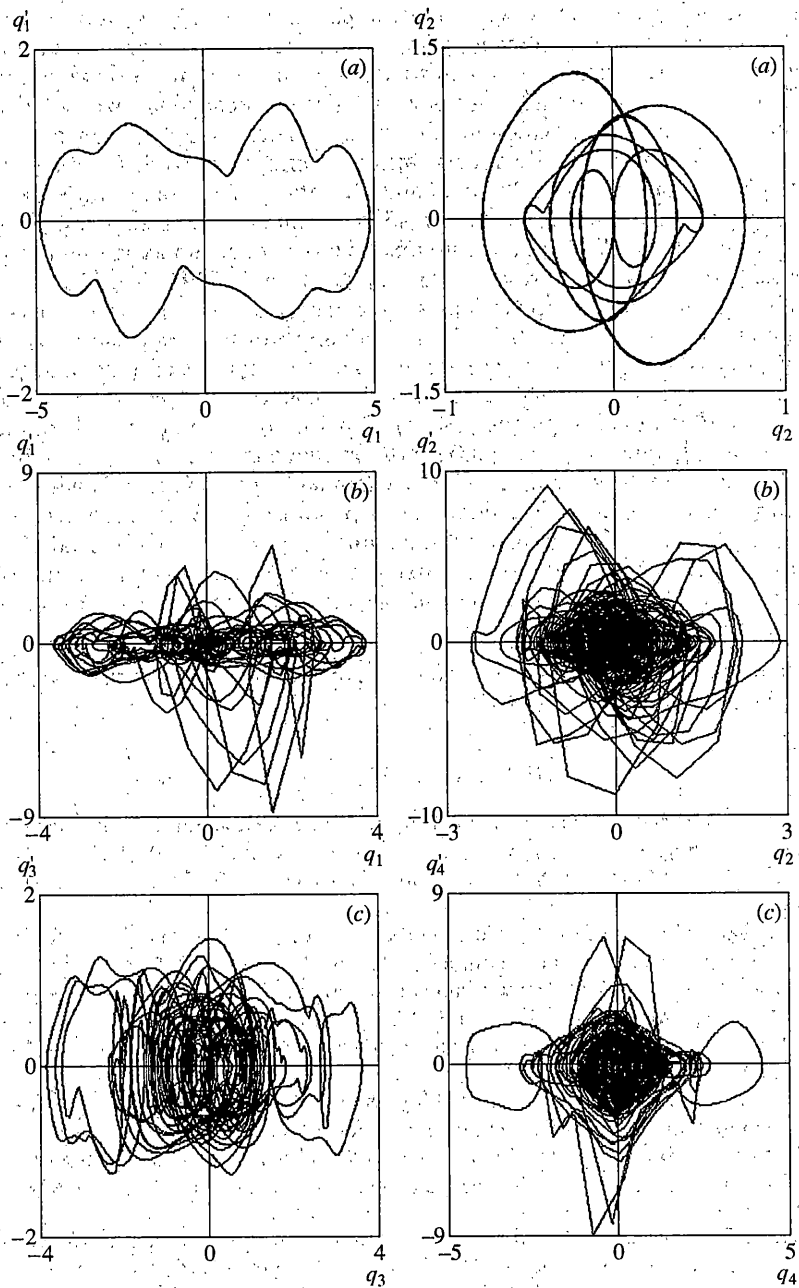 q′₁ q′₂
2 (a) 1.5 (a)
0 0
−2 −1.5
−5 0 5 −1 0 1
q′₁ q₁ q′₂ q₂
9 (b) 10 (b)
0 0
−9 −10
−4 0 4 −3 0 3
q₁ q₂
q′₃ q′₄
2 (c) 9 (c)
0 0
−2 −9
−4 0 4 −5 0 5
q₃ q₄